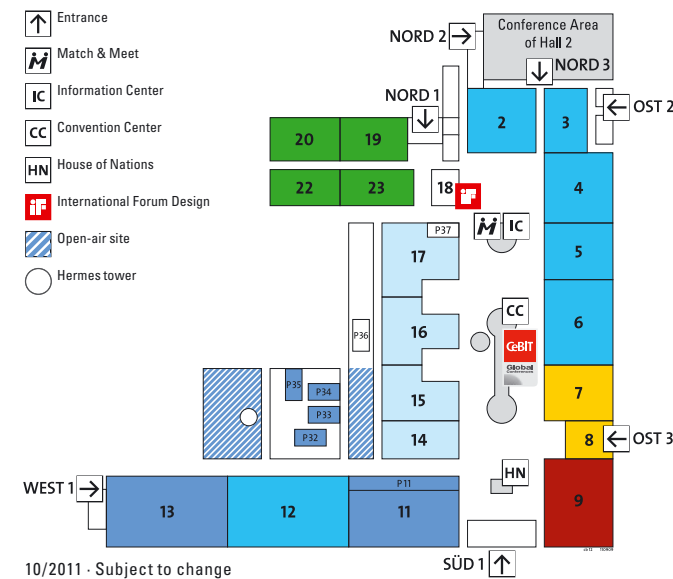 Entrance
Match & Meet
IC Information Center
CC Convention Center
HN House of Nations
iF International Forum Design
Open-air site
Hermes tower
Conference Area
of Hall 2
NORD 2
NORD 3
NORD 1
OST 2
2
3
20
19
4
22
23
18
iF
P37
IC
17
5
CC
16
6
P36
CeBIT
Global
Conferences
P35
P34
15
7
P33
P32
14
8
OST 3
WEST 1
P11
HN
13
12
11
9
SÜD 1
10/2011 · Subject to change